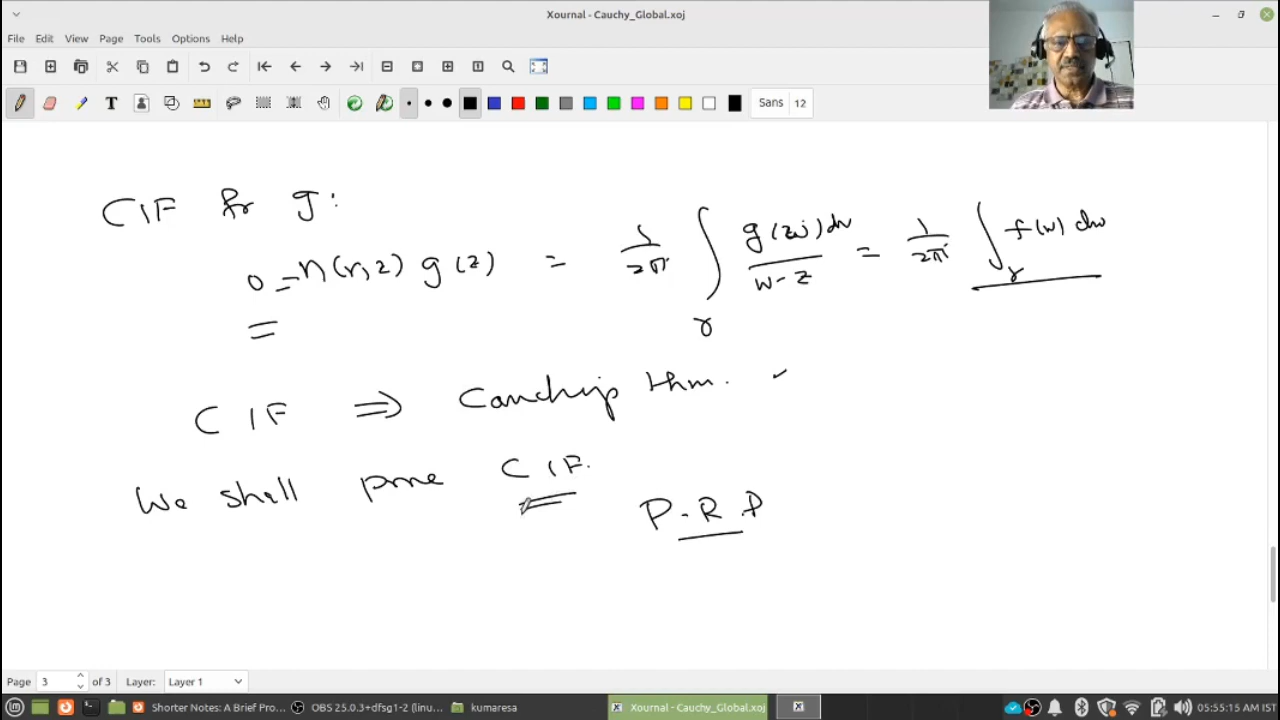 Xournal - Cauchy_Global.xoj
File Edit View Page Tools Options Help
Sans 12
CIF for g:
0 = n(γ,z) g(z) = 1/2πi ∫γ g(w)dw/w-z = 1/2πi ∫γ f(w) dw
=
CIF ⇒ Cauchy's thm. ✓
We shall prove CIF.
P.R.P
Page 3 of 3 Layer: Layer 1
Shorter Notes: A Brief Pro... OBS 25.0.3+dfsg1-2 (linu... kumaresa Xournal - Cauchy_Global.xoj 05:55:15 AM IST